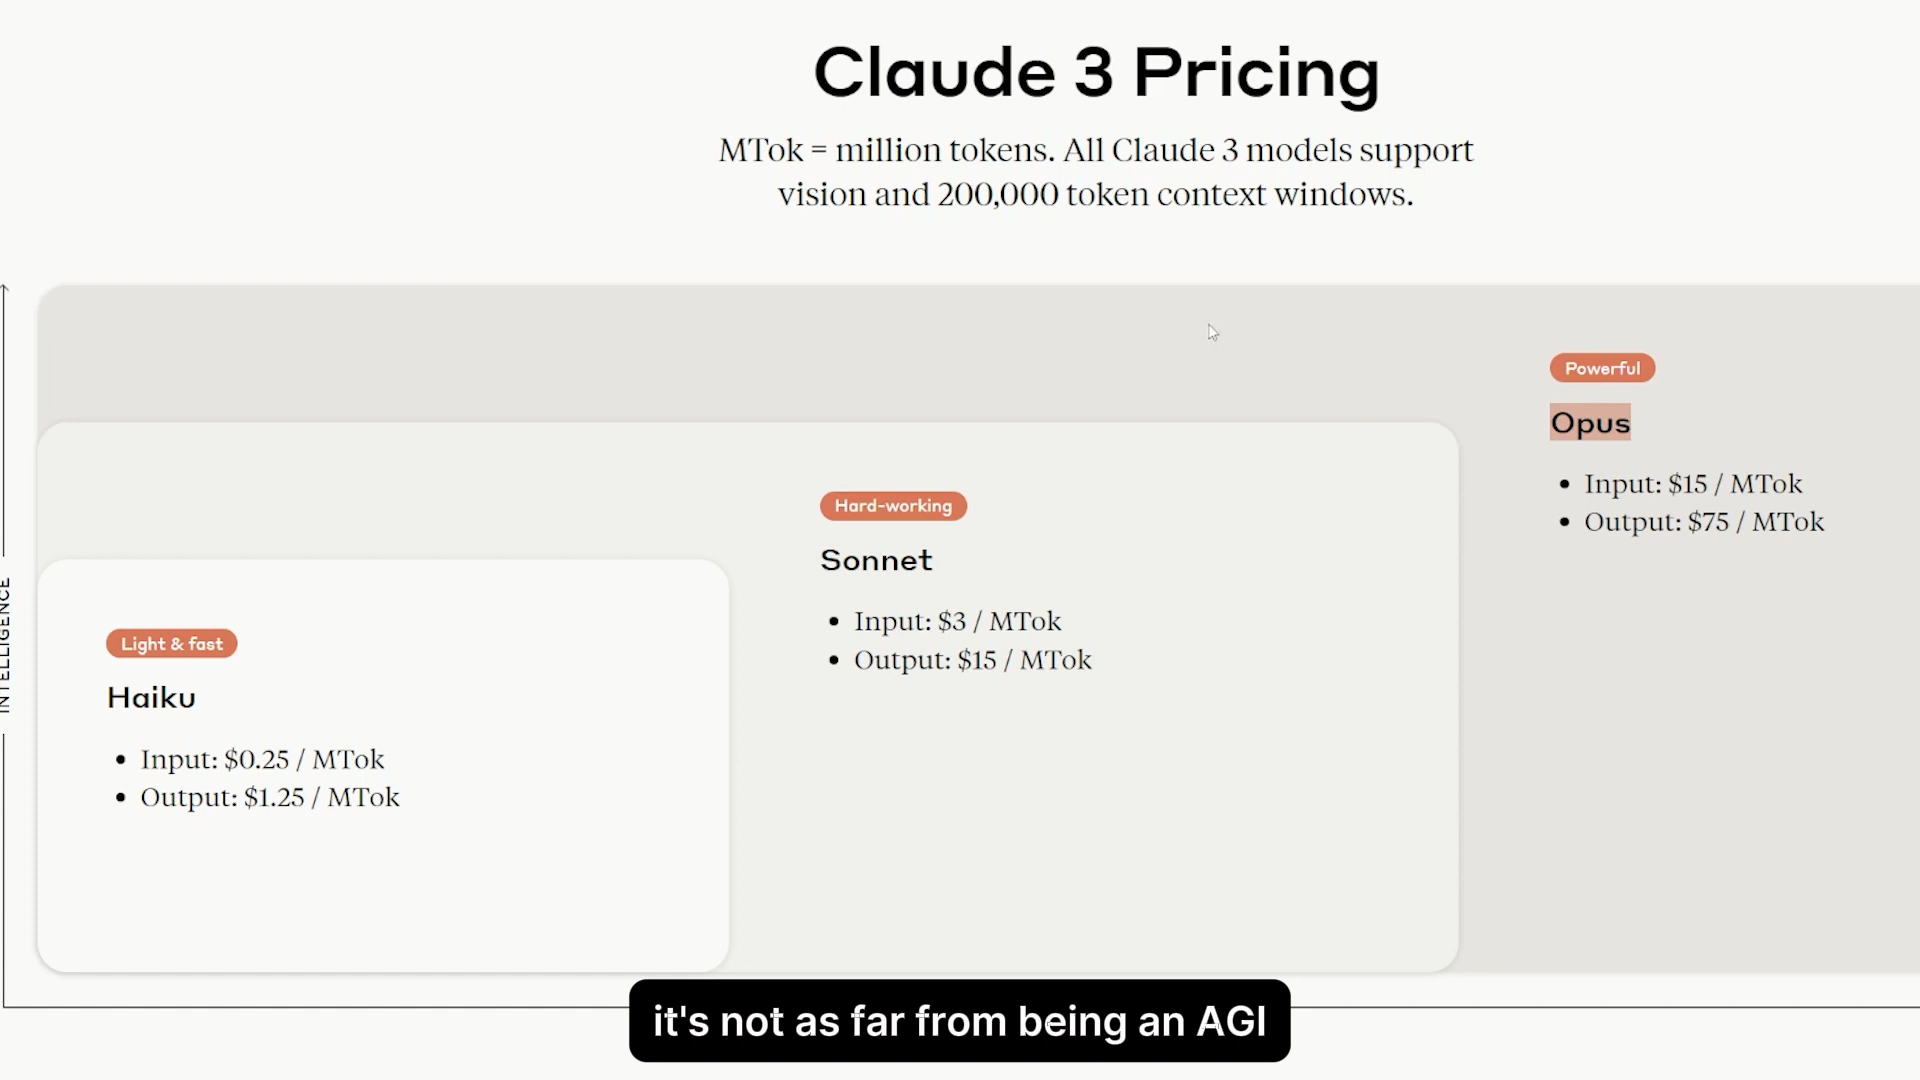 Claude 3 Pricing
MTok = million tokens. All Claude 3 models support
vision and 200,000 token context windows.
Powerful
Opus
Input: $15 / MTok
Output: $75 / MTok
Hard-working
Sonnet
Input: $3 / MTok
Output: $15 / MTok
Light & fast
Haiku
Input: $0.25 / MTok
Output: $1.25 / MTok
INTELLIGENCE
it's not as far from being an AGI